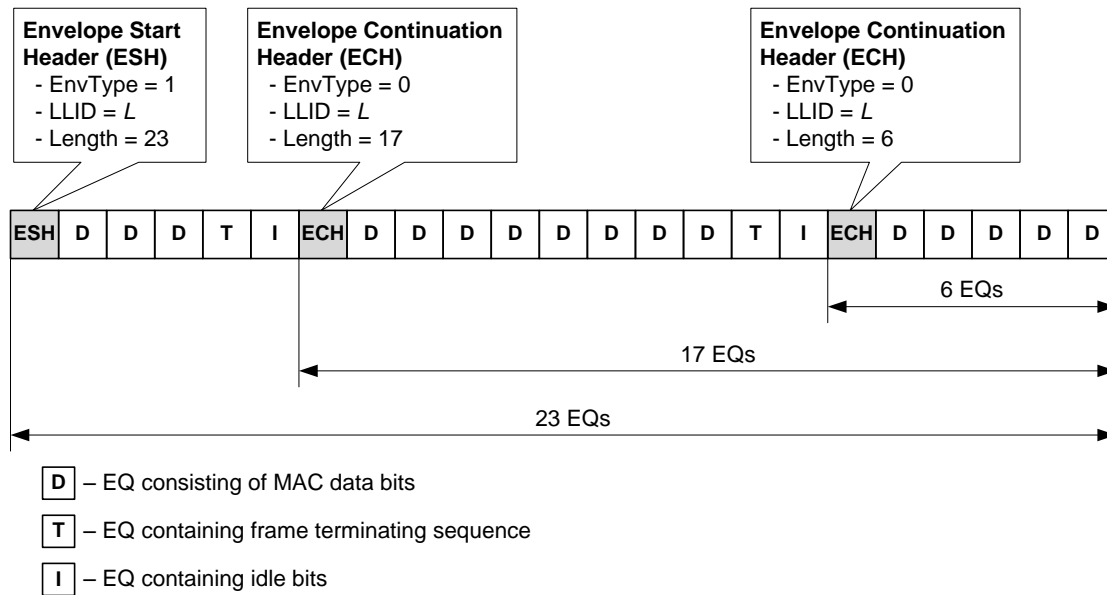 Envelope Start
Header (ESH)
- EnvType = 1
- LLID = L
- Length = 23
Envelope Continuation
Header (ECH)
- EnvType = 0
- LLID = L
- Length = 17
Envelope Continuation
Header (ECH)
- EnvType = 0
- LLID = L
- Length = 6
ESH D D D T I ECH D D D D D D D D T I ECH D D D D D
6 EQs
17 EQs
23 EQs
D – EQ consisting of MAC data bits
T – EQ containing frame terminating sequence
I – EQ containing idle bits